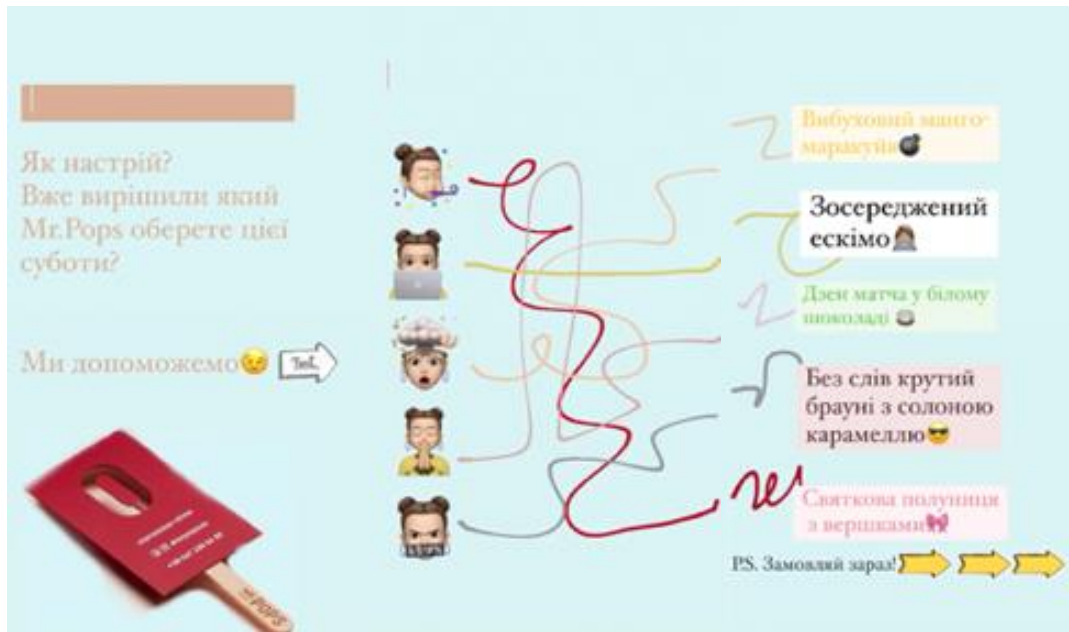 Як настрій?
Вже вирішили який
Mr.Pops оберете цієї
суботи?
Ми допоможемо😉
Вибуховий манго-
маракуйя💣
Зосереджений
ескімо
Дзен матча у білому
шоколаді
Без слів крутий
брауні з солоною
карамеллю😎
Святкова полуниця
з вершками🎀
P.S. Замовляй зараз!
POPS